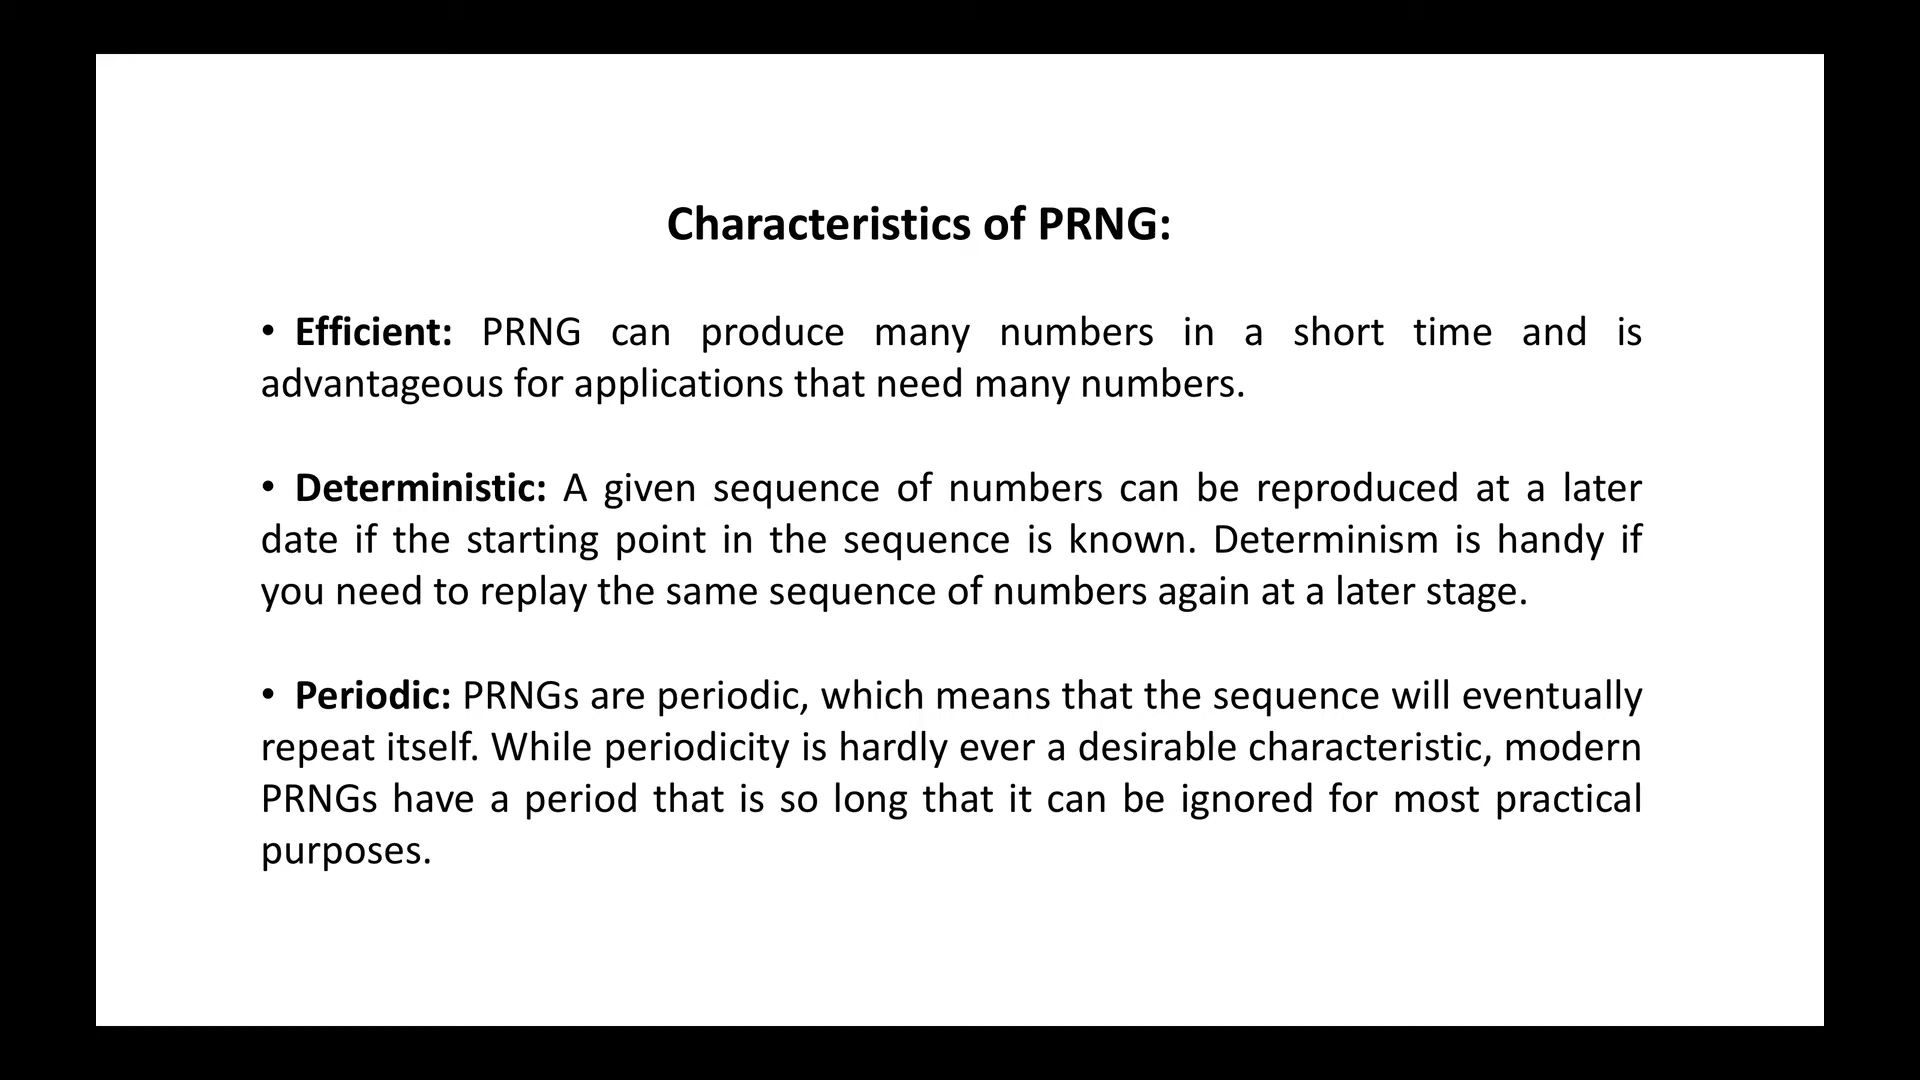 Characteristics of PRNG:
• Efficient: PRNG can produce many numbers in a short time and is
advantageous for applications that need many numbers.
• Deterministic: A given sequence of numbers can be reproduced at a later
date if the starting point in the sequence is known. Determinism is handy if
you need to replay the same sequence of numbers again at a later stage.
• Periodic: PRNGs are periodic, which means that the sequence will eventually
repeat itself. While periodicity is hardly ever a desirable characteristic, modern
PRNGs have a period that is so long that it can be ignored for most practical
purposes.